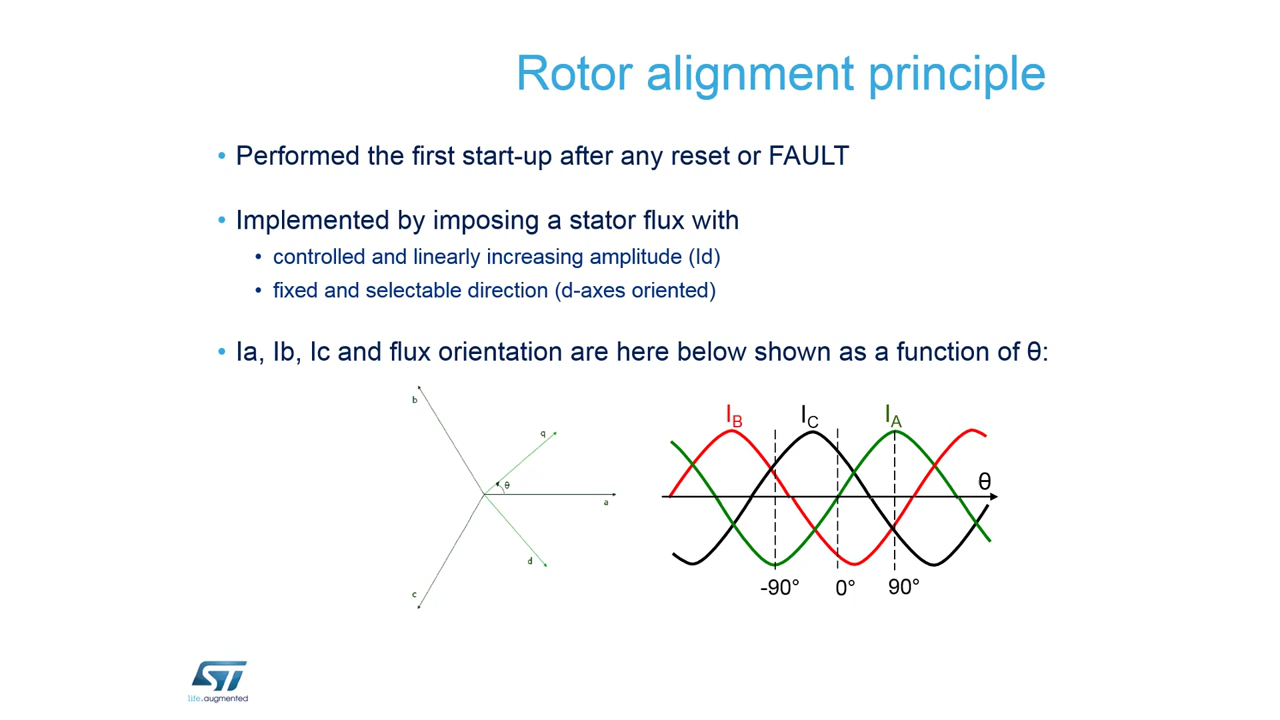 Rotor alignment principle
• Performed the first start-up after any reset or FAULT
• Implemented by imposing a stator flux with
• controlled and linearly increasing amplitude (Id)
• fixed and selectable direction (d-axes oriented)
• Ia, Ib, Ic and flux orientation are here below shown as a function of θ:
b
q
θ
a
d
c
IB IC IA
θ
-90° 0° 90°
ST
life.augmented